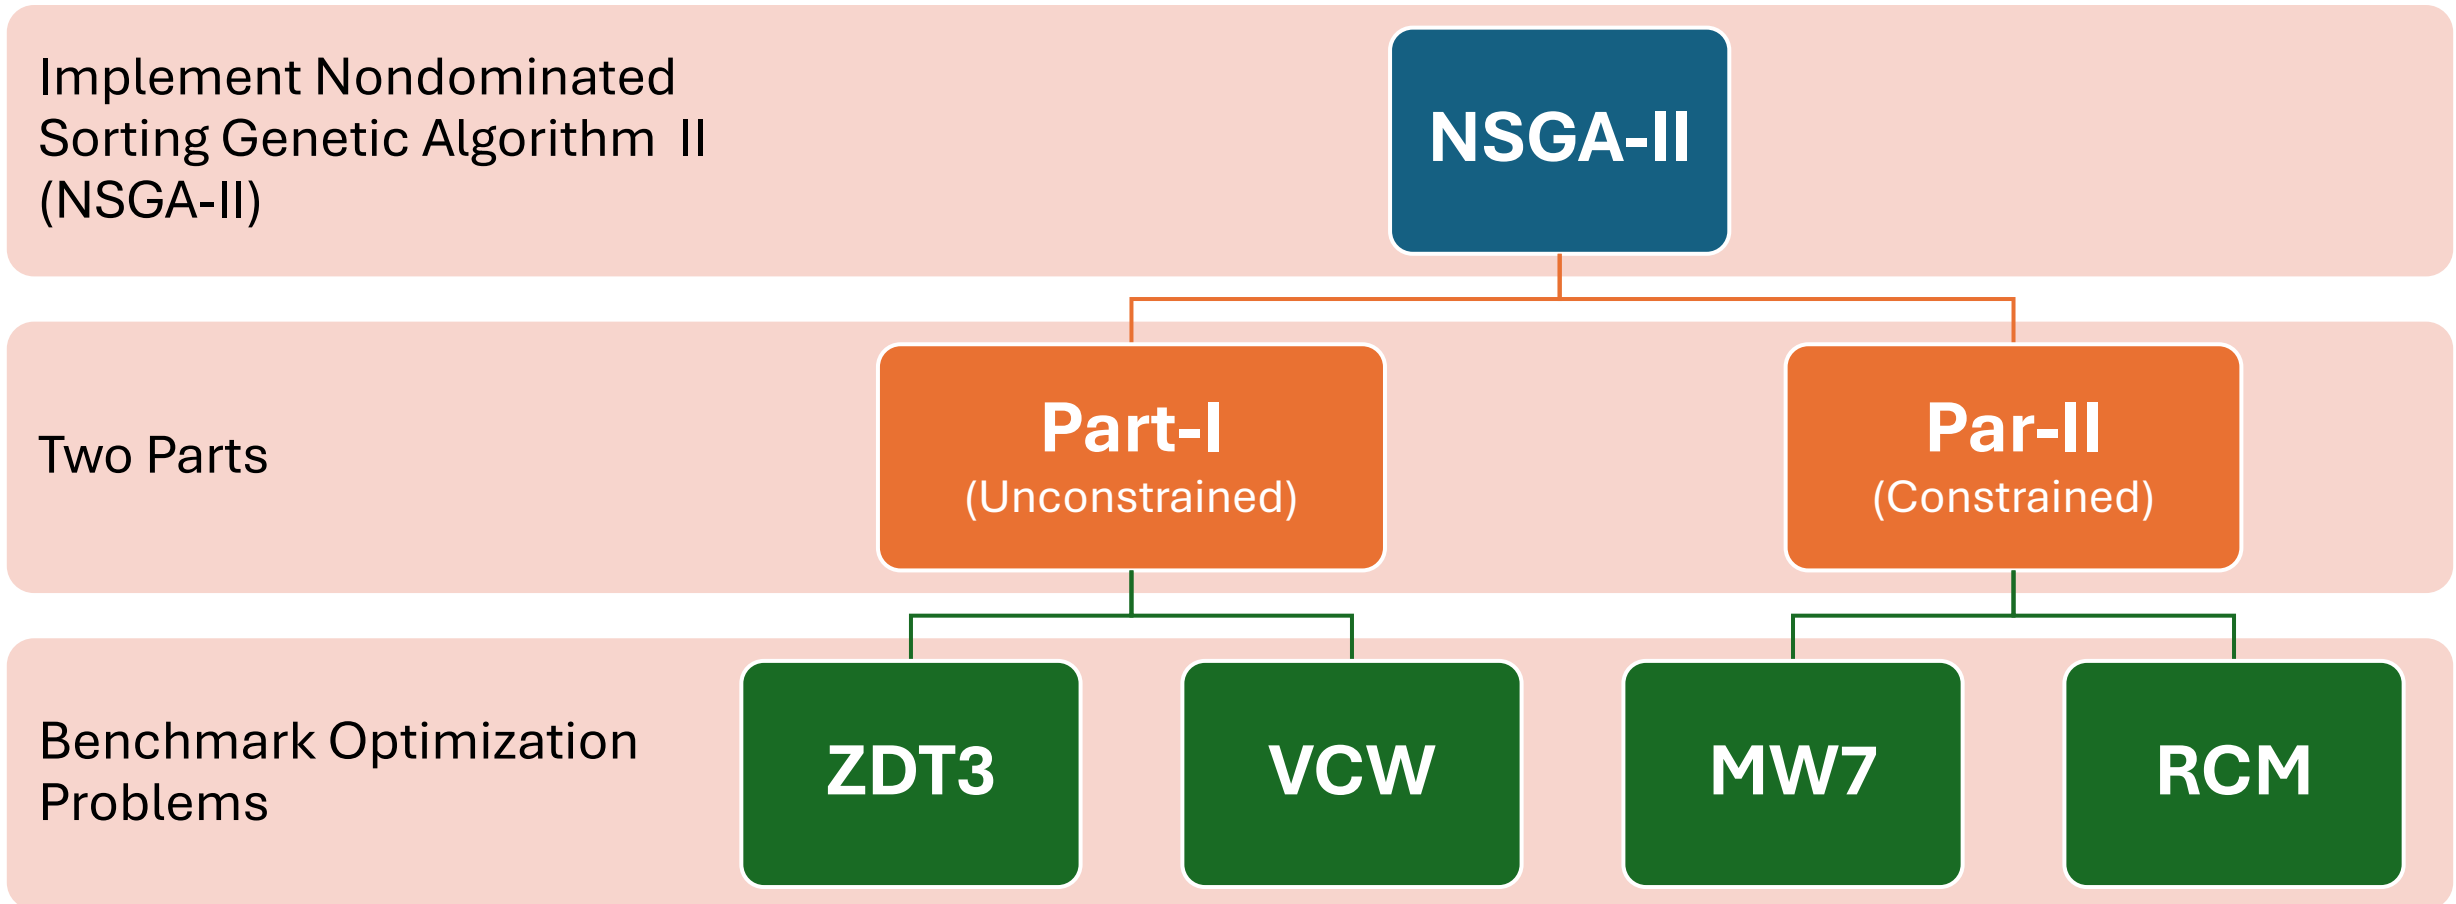 Implement Nondominated
Sorting Genetic Algorithm  II
(NSGA-II)
NSGA-II
Two Parts
Part-I
(Unconstrained)
Par-II
(Constrained)
Benchmark Optimization
Problems
ZDT3
VCW
MW7
RCM